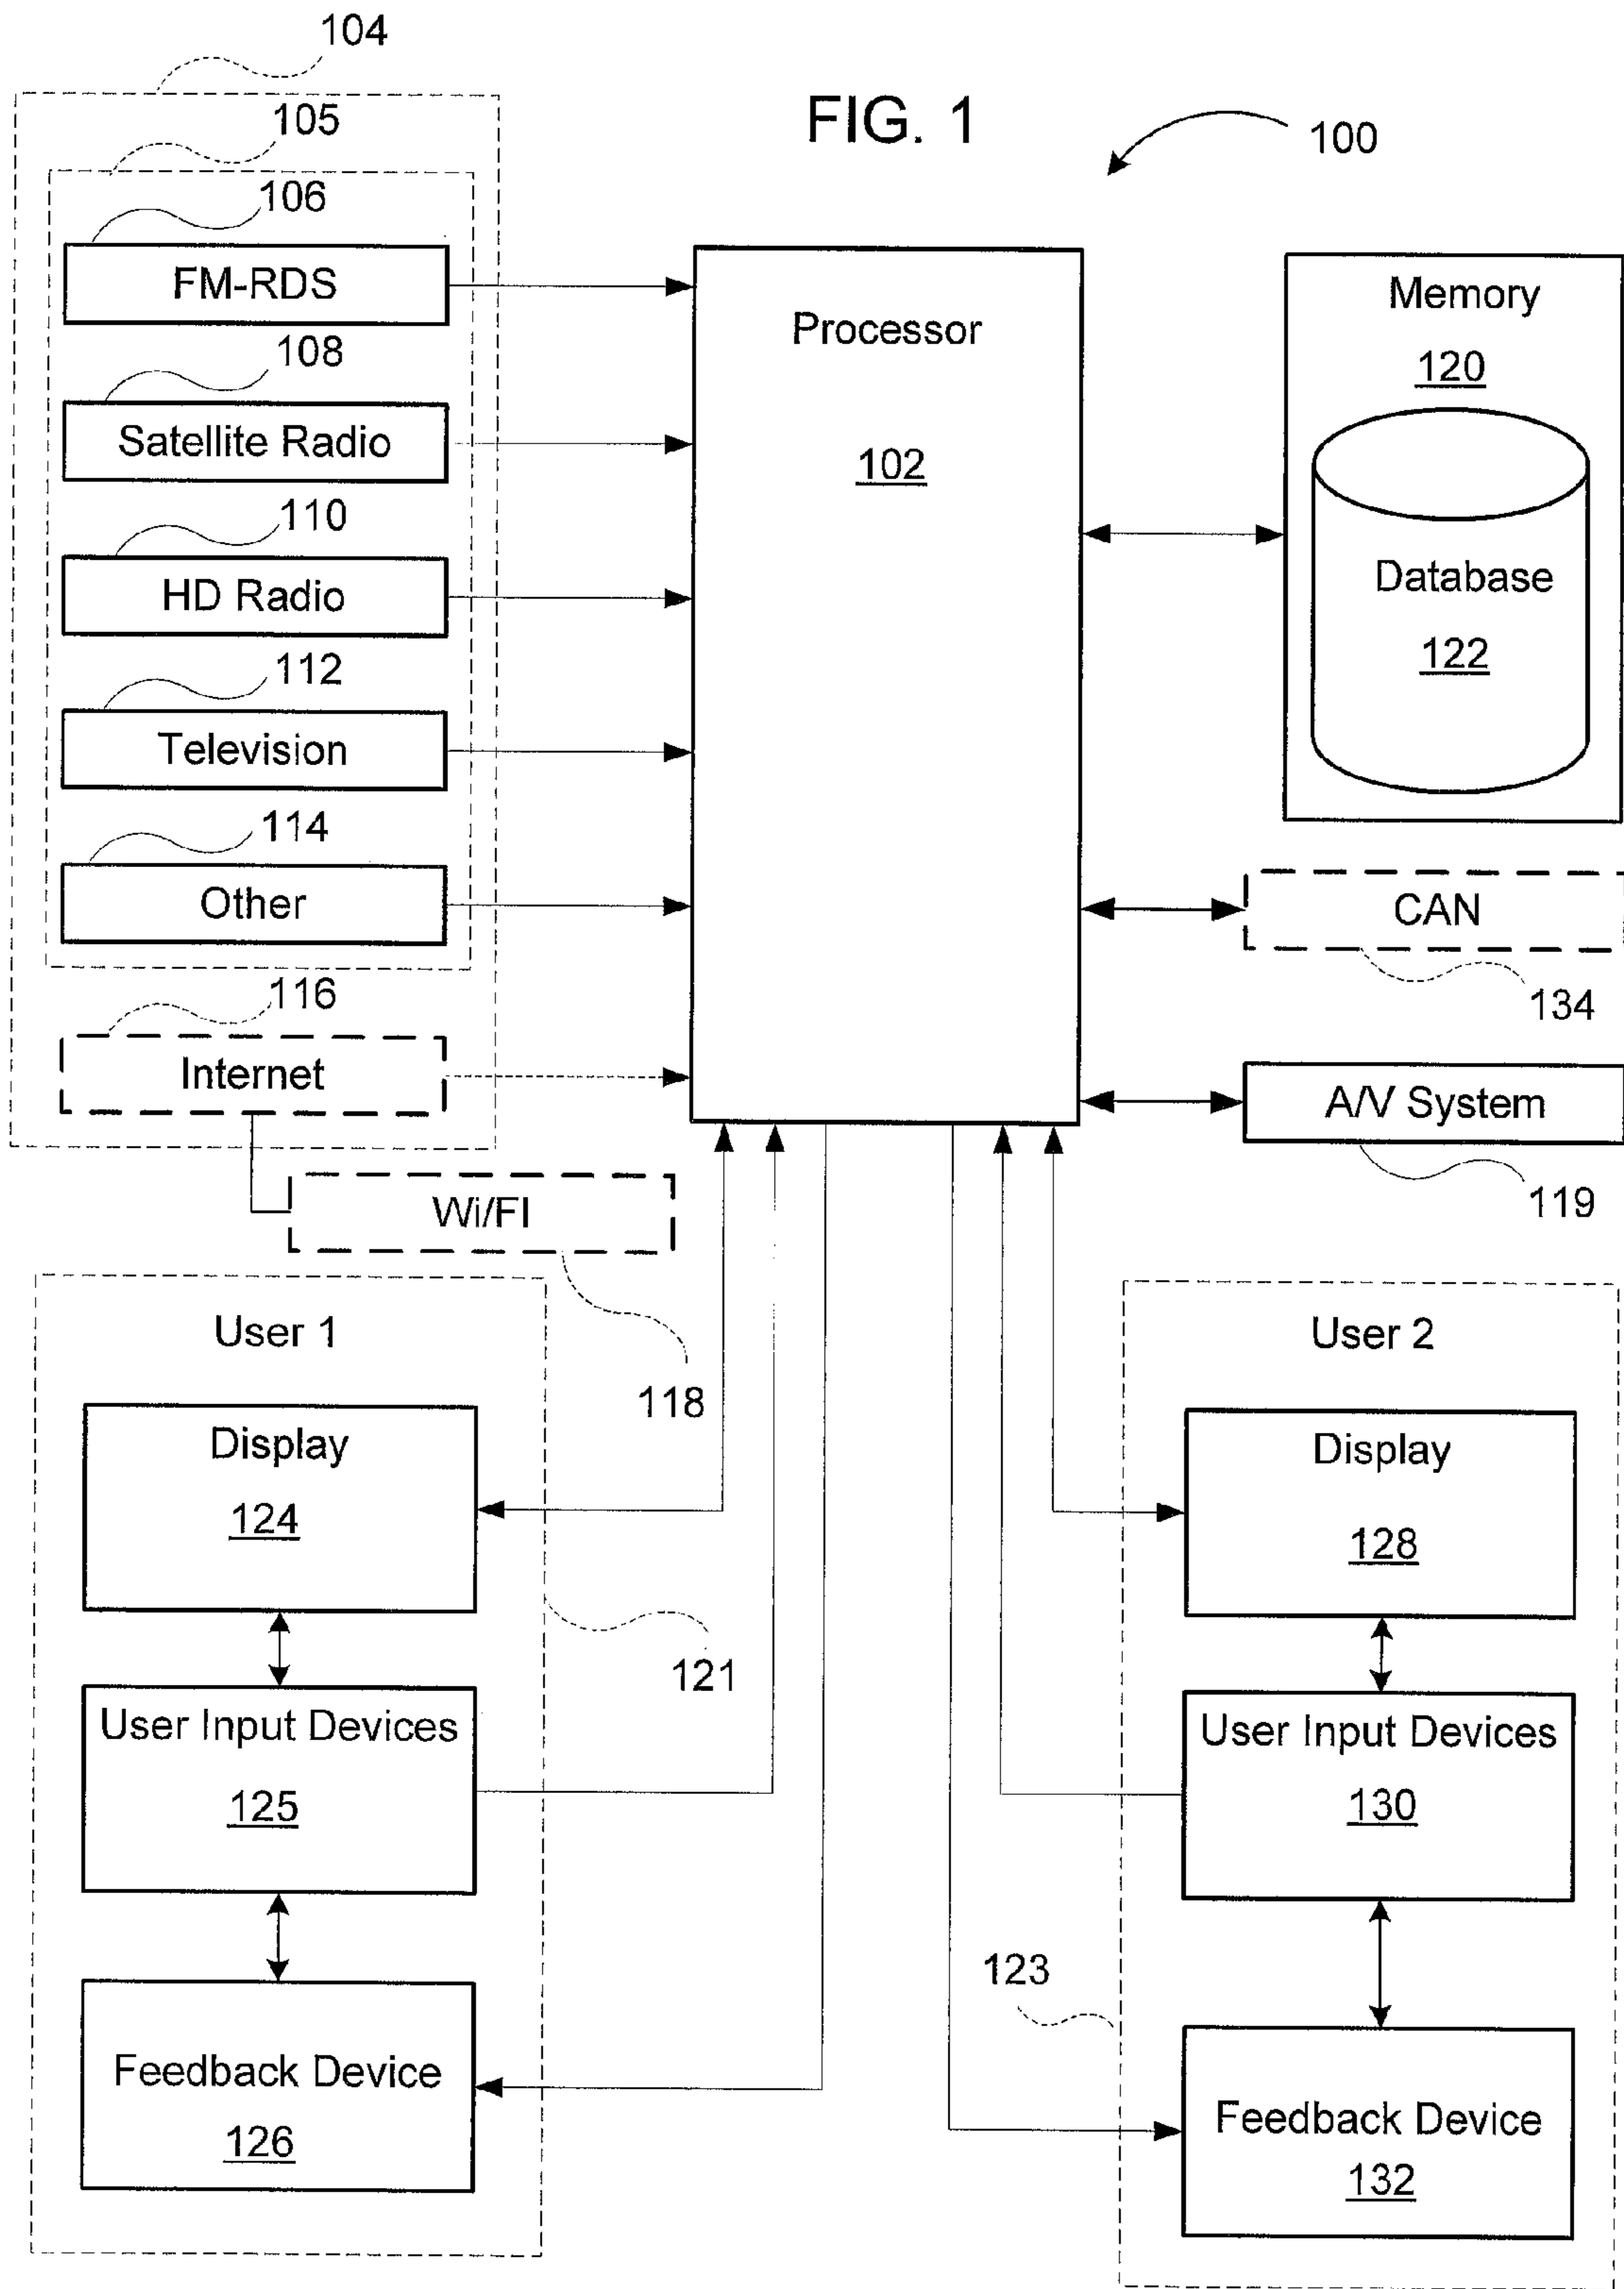 104
FIG. 1
100
105
106
FM-RDS
108
Satellite Radio
110
HD Radio
112
Television
114
Other
116
Internet
Wi/FI
118
Processor
102
Memory
120
Database
122
CAN
134
A/V System
119
User 1
Display
124
User Input Devices
125
Feedback Device
126
121
User 2
Display
128
User Input Devices
130
Feedback Device
132
123